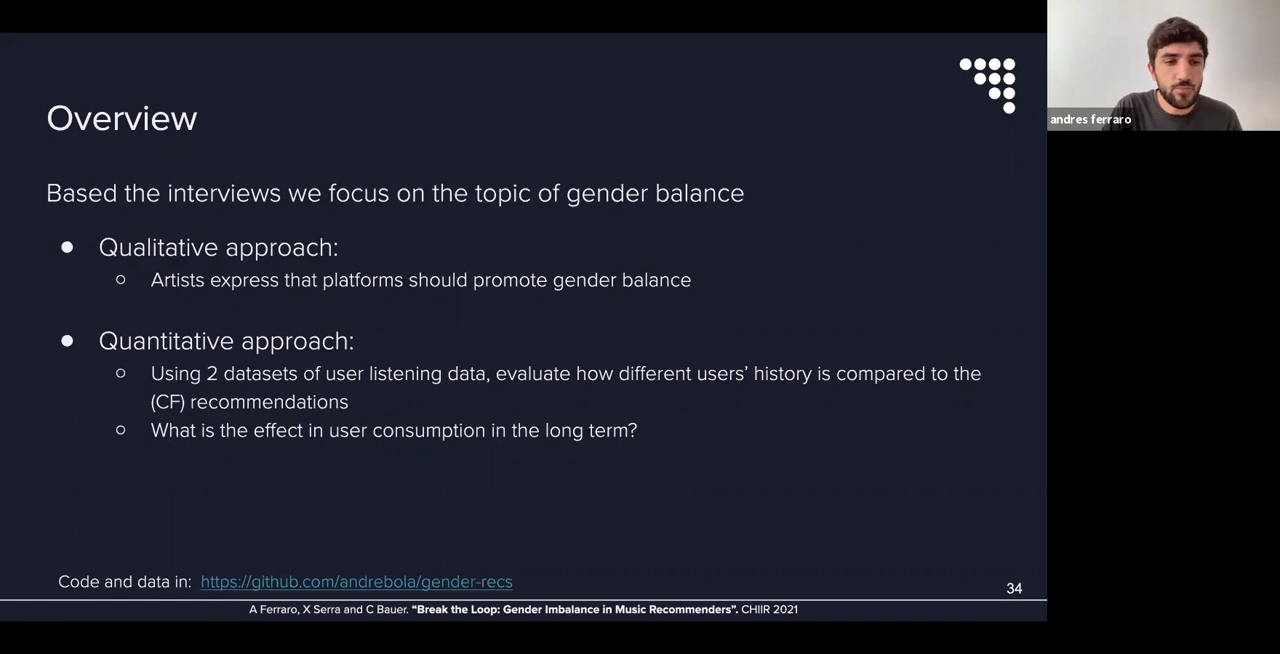 andres ferraro
Overview
Based the interviews we focus on the topic of gender balance
● Qualitative approach:
○ Artists express that platforms should promote gender balance
● Quantitative approach:
○ Using 2 datasets of user listening data, evaluate how different users’ history is compared to the
(CF) recommendations
○ What is the effect in user consumption in the long term?
Code and data in: https://github.com/andrebola/gender-recs
34
A Ferraro, X Serra and C Bauer. “Break the Loop: Gender Imbalance in Music Recommenders”. CHIIR 2021